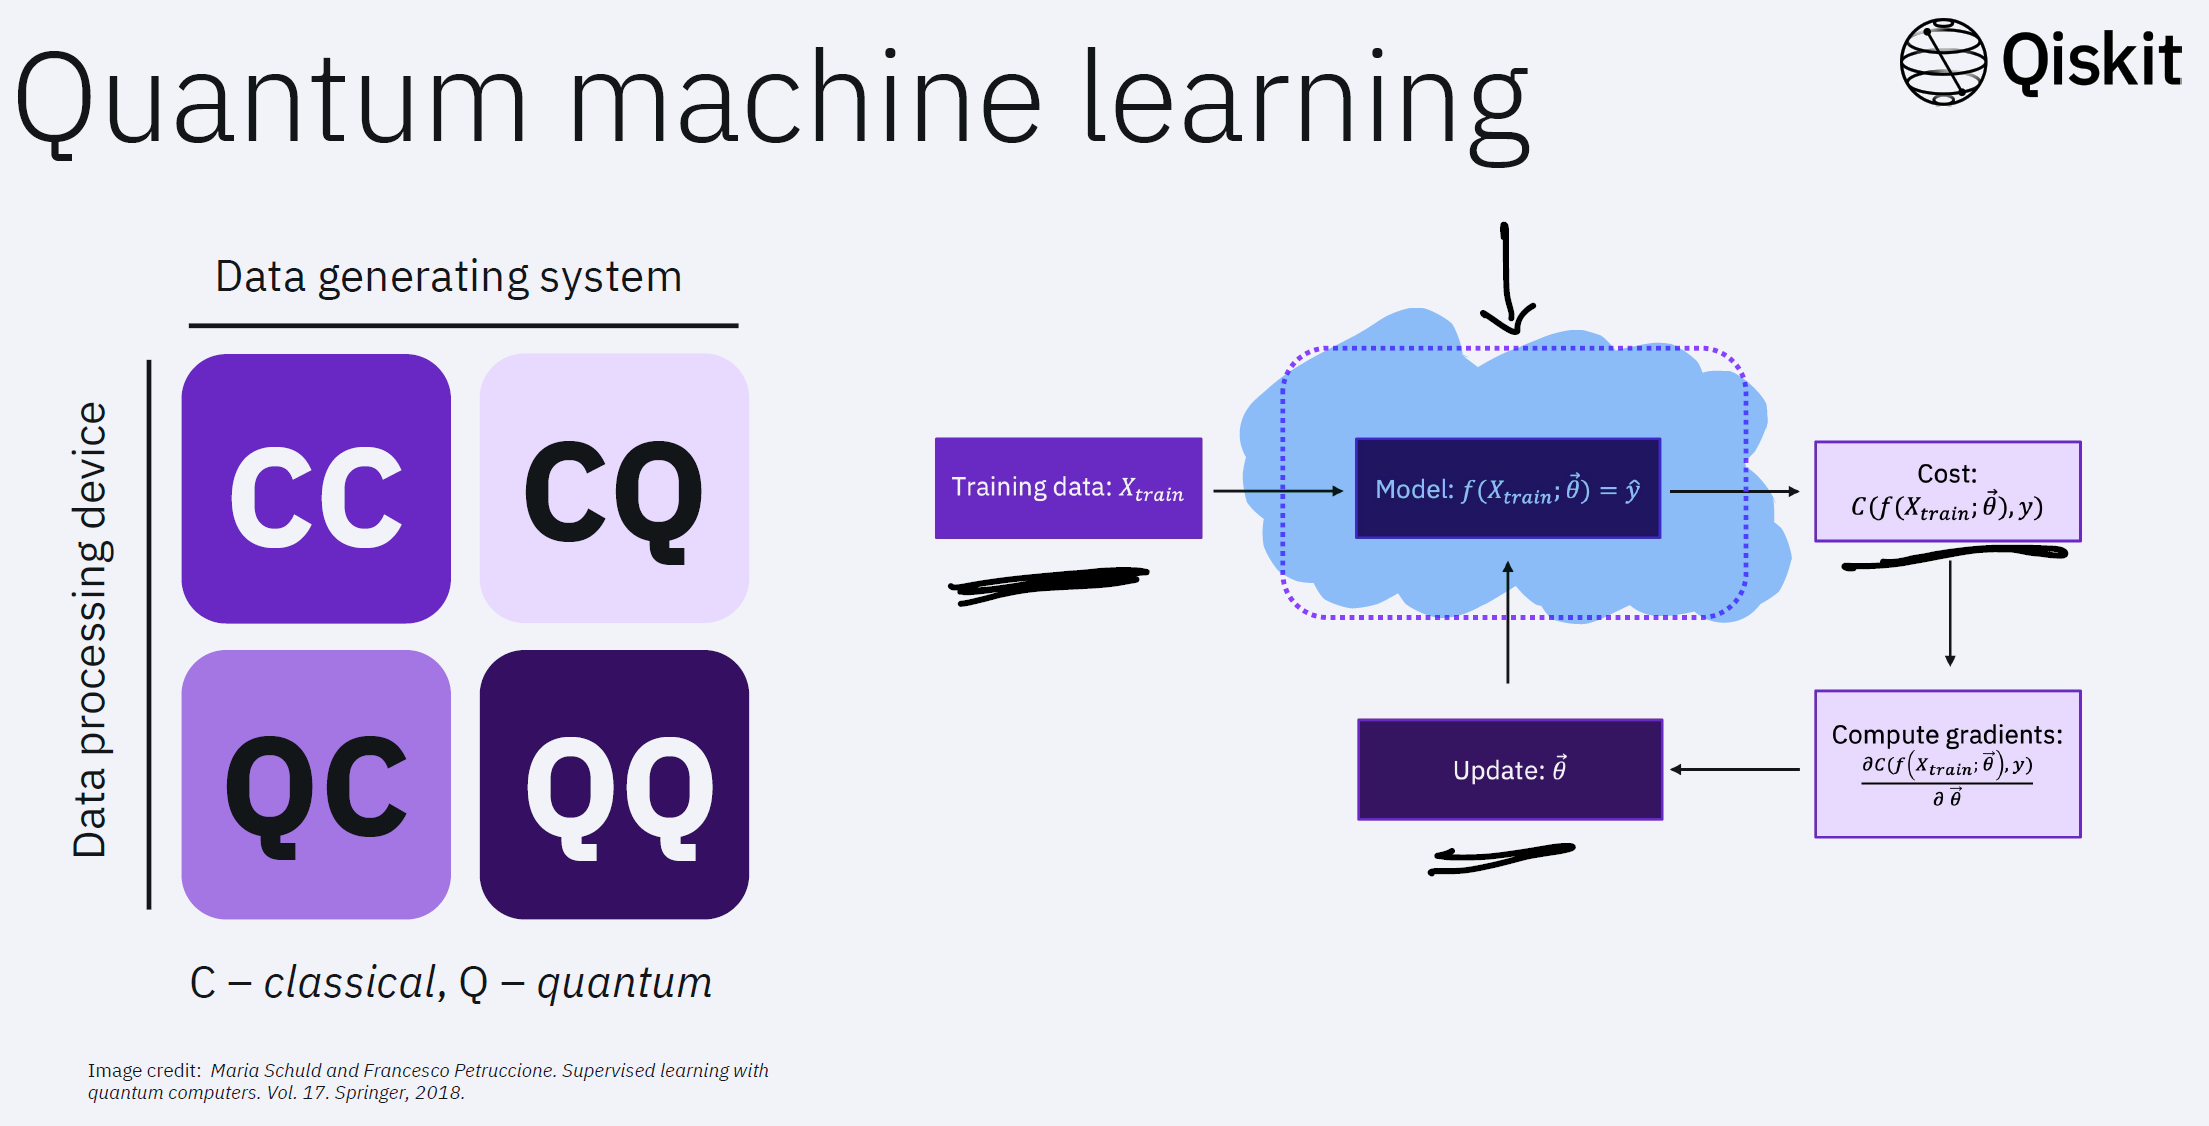 Quantum machine learning
Qiskit
Data generating system
Data processing device
CC
CQ
QC
QQ
C – classical, Q – quantum
Image credit: Maria Schuld and Francesco Petruccione. Supervised learning with
quantum computers. Vol. 17. Springer, 2018.
Training data: X_train
Model: f(X_train; θ⃗) = ŷ
Cost:
C(f(X_train; θ⃗), y)
Compute gradients:
∂C(f(X_train; θ⃗), y)
∂ θ⃗
Update: θ⃗